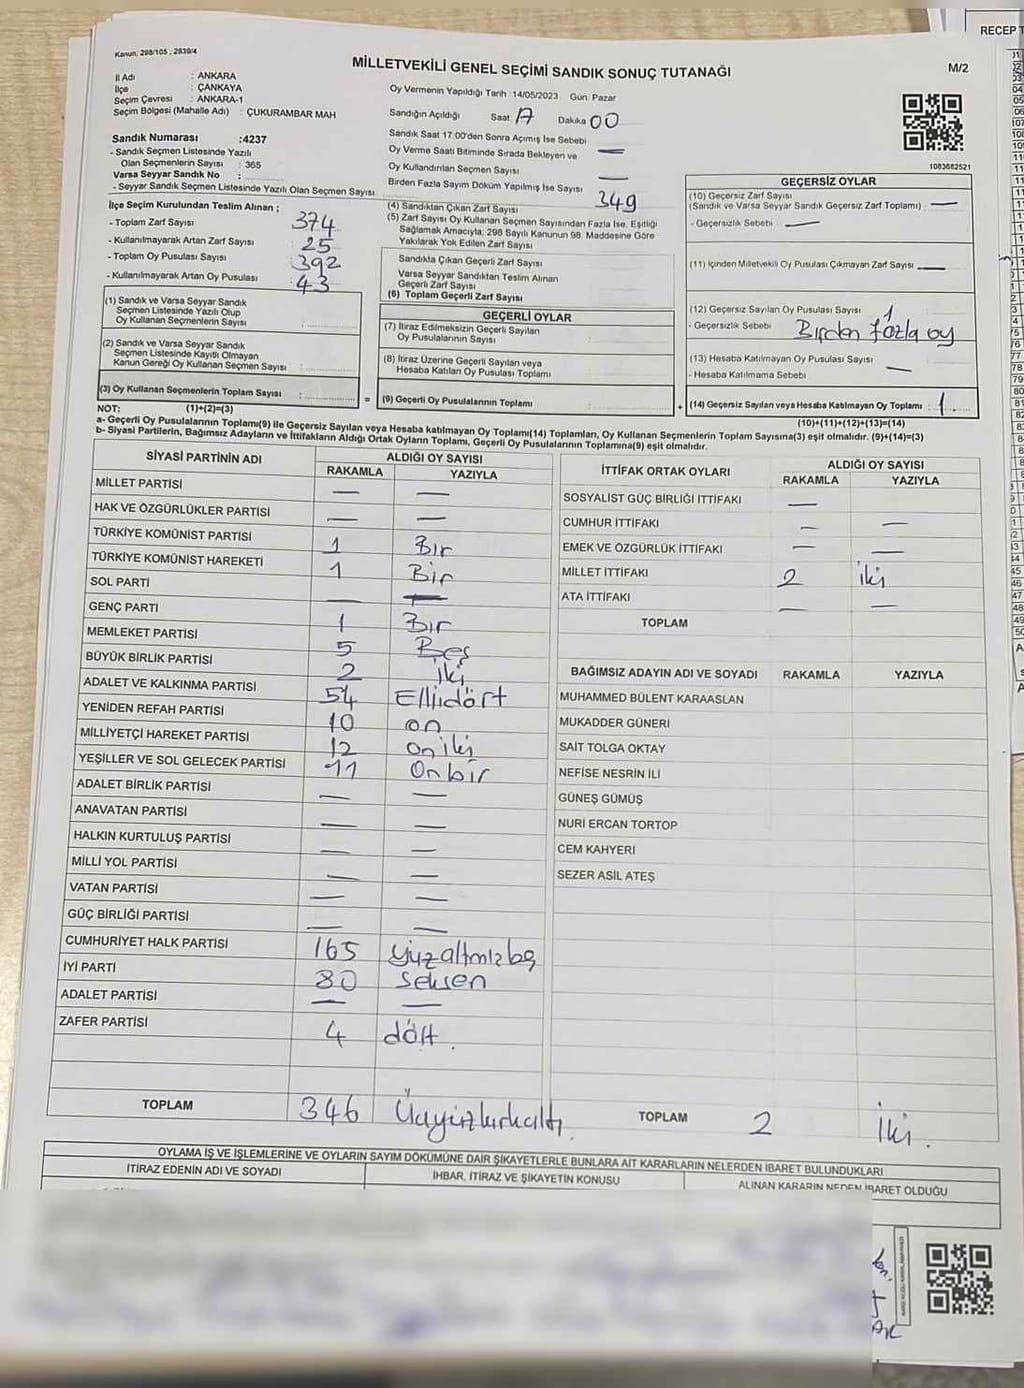 Kanun, 298/105 , 2839/4
MİLLETVEKİLİ GENEL SEÇİMİ SANDIK SONUÇ TUTANAĞI
M/2
RECEP
İl Adı : ANKARA
İlçe : ÇANKAYA
Seçim Çevresi : ANKARA-1
Seçim Bölgesi (Mahalle Adı) : ÇUKURAMBAR MAH
Sandık Numarası :4237
- Sandık Seçmen Listesinde Yazılı
Olan Seçmenlerin Sayısı : 365
Varsa Seyyar Sandık No :
- Seyyar Sandık Seçmen Listesinde Yazılı Olan Seçmen Sayısı
Oy Vermenin Yapıldığı Tarih :14/05/2023 Gün: Pazar
Sandığın Açıldığı Saat: 17 Dakika 00
Sandık Saat 17:00'den Sonra Açımış İse Sebebi
Oy Verme Saati Bitiminde Sırada Bekleyen ve —
Oy Kullandırılan Seçmen Sayısı —
Birden Fazla Sayım Döküm Yapılmış İse Sayısı
1083682521
İlçe Seçim Kurulundan Teslim Alınan ;
- Toplam Zarf Sayısı 374
- Kullanılmayarak Artan Zarf Sayısı 25
- Toplam Oy Pusulası Sayısı 392
- Kullanılmayarak Artan Oy Pusulası 43
(1) Sandık ve Varsa Seyyar Sandık
Seçmen Listesinde Yazılı Olup
Oy Kullanan Seçmenlerin Sayısı :
(2) Sandık ve Varsa Seyyar Sandık
Seçmen Listesinde Kayıtlı Olmayan
Kanun Gereği Oy Kullanan Seçmen Sayısı :
(3) Oy Kullanan Seçmenlerin Toplam Sayısı :
(4) Sandıktan Çıkan Zarf Sayısı 349
(5) Zarf Sayısı Oy Kullanan Seçmen Sayısından Fazla İse, Eşitliği
Sağlamak Amacıyla; 298 Sayılı Kanunun 98. Maddesine Göre
Yakılarak Yok Edilen Zarf Sayısı
Sandıkta Çıkan Geçerli Zarf Sayısı
Varsa Seyyar Sandıktan Teslim Alınan
Geçerli Zarf Sayısı
(6) Toplam Geçerli Zarf Sayısı
GEÇERLİ OYLAR
(7) İtiraz Edilmeksizin Geçerli Sayılan
Oy Pusulalarının Sayısı
(8) İtiraz Üzerine Geçerli Sayılan veya
Hesaba Katılan Oy Pusulası Toplamı
= (9) Geçerli Oy Pusulalarının Toplamı
GEÇERSİZ OYLAR
(10) Geçersiz Zarf Sayısı
(Sandık ve Varsa Seyyar Sandık Geçersiz Zarf Toplamı) : —
- Geçersizlik Sebebi : —
(11) İçinden Milletvekili Oy Pusulası Çıkmayan Zarf Sayısı : —
(12) Geçersiz Sayılan Oy Pusulası Sayısı : 1
- Geçersizlik Sebebi Birden fazla oy
(13) Hesaba Katılmayan Oy Pusulası Sayısı
- Hesaba Katılmama Sebebi —
+ (14) Geçersiz Sayılan veya Hesaba Katılmayan Oy Toplamı : 1.
NOT: (1)+(2)=(3) (10)+(11)+(12)+(13)=(14)
a- Geçerli Oy Pusulalarının Toplamı(9) ile Geçersiz Sayılan veya Hesaba katılmayan Oy Toplamı(14) Toplamları, Oy Kullanan Seçmenlerin Toplam Sayısına(3) eşit olmalıdır. (9)+(14)=(3)
b- Siyasi Partilerin, Bağımsız Adayların ve İttifakların Aldığı Ortak Oyların Toplamı, Geçerli Oy Pusulalarının Toplamına(9) eşit olmalıdır.
SİYASİ PARTİNİN ADI ALDIĞI OY SAYISI
RAKAMLA YAZIYLA
MİLLET PARTİSİ — —
HAK VE ÖZGÜRLÜKLER PARTİSİ — —
TÜRKİYE KOMÜNİST PARTİSİ 1 Bir
TÜRKİYE KOMÜNİST HAREKETİ 1 Bir
SOL PARTİ — —
GENÇ PARTİ 1 Bir
MEMLEKET PARTİSİ 5 Beş
BÜYÜK BİRLİK PARTİSİ 2 iki
ADALET VE KALKINMA PARTİSİ 54 Ellidört
YENİDEN REFAH PARTİSİ 10 on
MİLLİYETÇİ HAREKET PARTİSİ 12 oniki
YEŞİLLER VE SOL GELECEK PARTİSİ 11 Onbir
ADALET BİRLİK PARTİSİ — —
ANAVATAN PARTİSİ — —
HALKIN KURTULUŞ PARTİSİ — —
MİLLİ YOL PARTİSİ — —
VATAN PARTİSİ — —
GÜÇ BİRLİĞİ PARTİSİ — —
CUMHURİYET HALK PARTİSİ 165 yüzaltmışbeş
İYİ PARTİ 80 seksen
ADALET PARTİSİ — —
ZAFER PARTİSİ 4 dört.
TOPLAM 346 Üçyüzkırkaltı.
İTTİFAK ORTAK OYLARI ALDIĞI OY SAYISI
RAKAMLA YAZIYLA
SOSYALİST GÜÇ BİRLİĞİ İTTİFAKI —
CUMHUR İTTİFAKI — —
EMEK VE ÖZGÜRLÜK İTTİFAKI — —
MİLLET İTTİFAKI 2 iki
ATA İTTİFAKI — —
TOPLAM
BAĞIMSIZ ADAYIN ADI VE SOYADI RAKAMLA YAZIYLA
MUHAMMED BÜLENT KARAASLAN
MUKADDER GÜNERİ
SAİT TOLGA OKTAY
NEFİSE NESRİN İLİ
GÜNEŞ GÜMÜŞ
NURİ ERCAN TORTOP
CEM KAHYERİ
SEZER ASİL ATEŞ
TOPLAM 2 İki.
OYLAMA İŞ VE İŞLEMLERİNE VE OYLARIN SAYIM DÖKÜMÜNE DAİR ŞİKAYETLERLE BUNLARA AİT KARARLARIN NELERDEN İBARET BULUNDUKLARI
İTİRAZ EDENİN ADI VE SOYADI İHBAR, İTİRAZ VE ŞİKAYETİN KONUSU ALINAN KARARIN NEDEN İBARET OLDUĞU